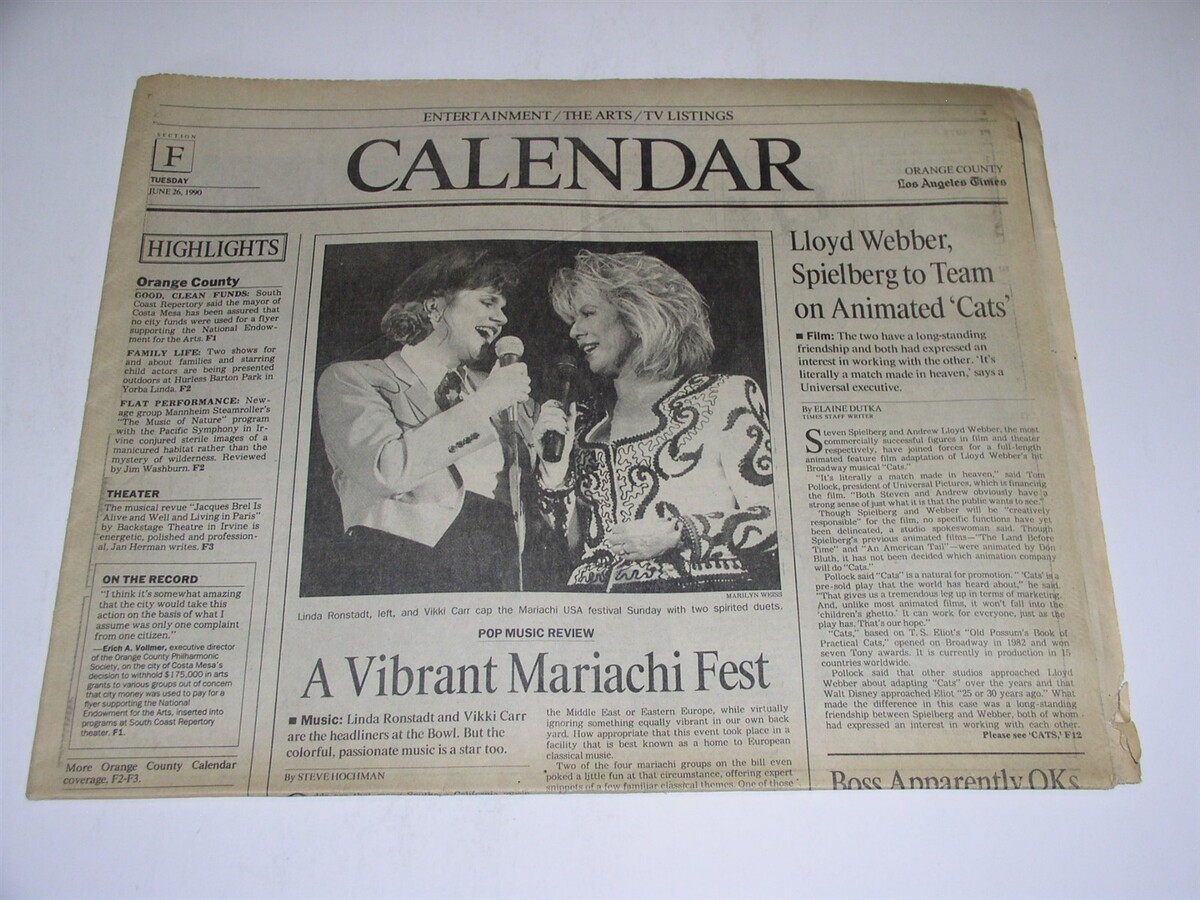 ENTERTAINMENT/THE ARTS/TV LISTINGS
SECTION
F
TUESDAY
JUNE 26, 1990
CALENDAR
ORANGE COUNTY
Los Angeles Times
HIGHLIGHTS
Orange County
GOOD, CLEAN FUNDS: South
Coast Repertory said the mayor of
Costa Mesa has been assured that
no city funds were used for a flyer
supporting the National Endow-
ment for the Arts. F1
FAMILY LIFE: Two shows for
and about families and starring
child actors are being presented
outdoors at Hurless Barton Park in
Yorba Linda. F2
FLAT PERFORMANCE: New-
age group Mannheim Steamroller's
"The Music of Nature" program
with the Pacific Symphony in Ir-
vine conjured sterile images of a
manicured habitat rather than the
mystery of wilderness. Reviewed
by Jim Washburn. F2
THEATER
The musical revue "Jacques Brel Is
Alive and Well and Living in Paris"
by Backstage Theatre in Irvine is
energetic, polished and profession-
al, Jan Herman writes. F3
ON THE RECORD
"I think it's somewhat amazing
that the city would take this
action on the basis of what I
assume was only one complaint
from one citizen."
—Erich A. Vollmer, executive director
of the Orange County Philharmonic
Society, on the city of Costa Mesa's
decision to withhold $175,000 in arts
grants to various groups out of concern
that city money was used to pay for a
flyer supporting the National
Endowment for the Arts, inserted into
programs at South Coast Repertory
theater. F1.
More Orange County Calendar
coverage, F2-F3.
MARILYN WEISS
Linda Ronstadt, left, and Vikki Carr cap the Mariachi USA festival Sunday with two spirited duets.
POP MUSIC REVIEW
A Vibrant Mariachi Fest
■ Music: Linda Ronstadt and Vikki Carr
are the headliners at the Bowl. But the
colorful, passionate music is a star too.
By STEVE HOCHMAN
the Middle East or Eastern Europe, while virtually
ignoring something equally vibrant in our own back
yard. How appropriate that this event took place in a
facility that is best known as a home to European
classical music.
Two of the four mariachi groups on the bill even
poked a little fun at that circumstance, offering expert
snippets of a few familiar classical themes. One of those
Lloyd Webber,
Spielberg to Team
on Animated 'Cats'
■ Film: The two have a long-standing
friendship and both had expressed an
interest in working with the other. 'It's
literally a match made in heaven,' says a
Universal executive.
By ELAINE DUTKA
TIMES STAFF WRITER
Steven Spielberg and Andrew Lloyd Webber, the most
commercially successful figures in film and theater
respectively, have joined forces for a full-length
animated feature film adaptation of Lloyd Webber's hit
Broadway musical "Cats."
"It's literally a match made in heaven," said Tom
Pollock, president of Universal Pictures, which is financing
the film. "Both Steven and Andrew obviously have a
strong sense of just what it is that the public wants to see."
Though Spielberg and Webber will be "creatively
responsible" for the film, no specific functions have yet
been delineated, a studio spokeswoman said. Though
Spielberg's previous animated films—"The Land Before
Time" and "An American Tail"—were animated by Don
Bluth, it has not been decided which animation company
will do "Cats."
Pollock said "Cats" is a natural for promotion. "'Cats' is a
pre-sold play that the world has heard about," he said.
"That gives us a tremendous leg up in terms of marketing.
And, unlike most animated films, it won't fall into the
'children's ghetto.' It can work for everyone, just as the
play has. That's our hope."
"Cats," based on T. S. Eliot's "Old Possum's Book of
Practical Cats," opened on Broadway in 1982 and won
seven Tony awards. It is currently in production in 15
countries worldwide.
Pollock said that other studios approached Lloyd
Webber about adapting "Cats" over the years and that
Walt Disney approached Eliot "25 or 30 years ago." What
made the difference in this case was a long-standing
friendship between Spielberg and Webber, both of whom
had expressed an interest in working with each other.
Please see 'CATS,' F12
Boss Apparently OKs